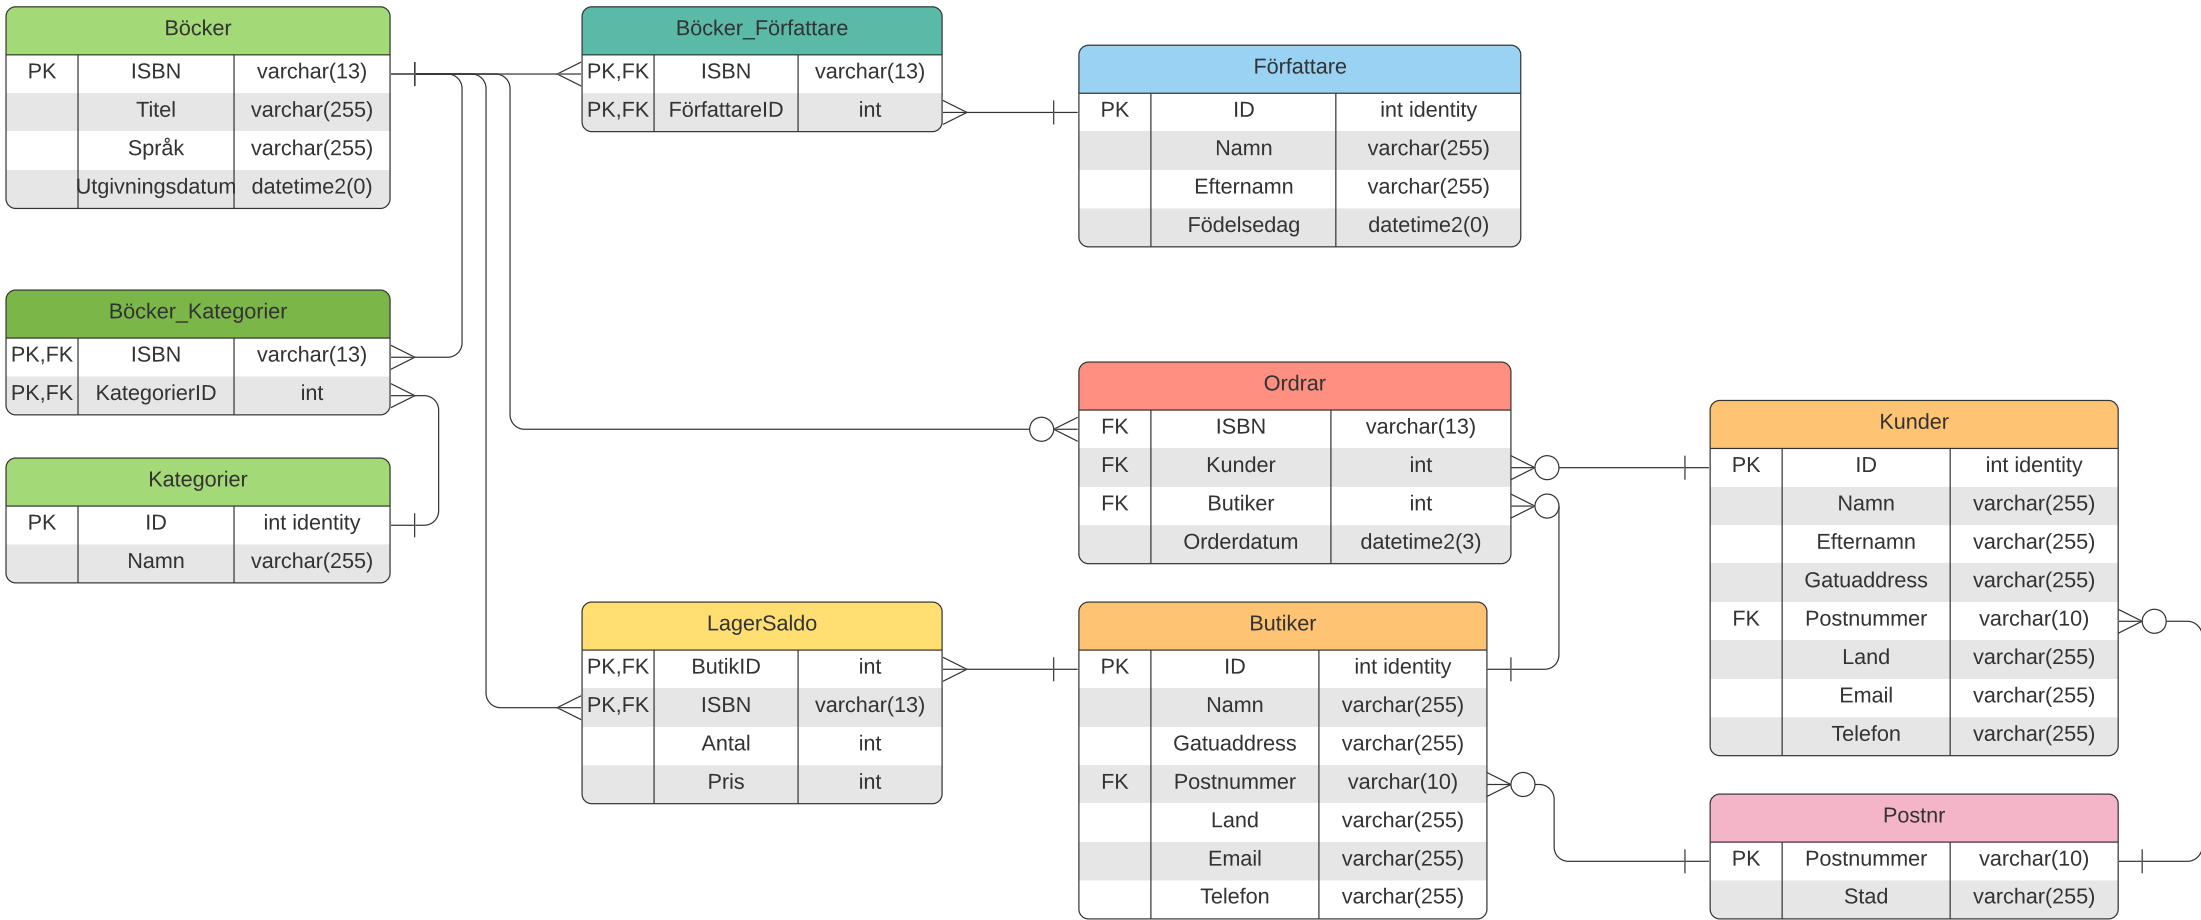 Böcker
PK ISBN varchar(13)
Titel varchar(255)
Språk varchar(255)
Utgivningsdatum datetime2(0)
Böcker_Författare
PK,FK ISBN varchar(13)
PK,FK FörfattareID int
Författare
PK ID int identity
Namn varchar(255)
Efternamn varchar(255)
Födelsedag datetime2(0)
Böcker_Kategorier
PK,FK ISBN varchar(13)
PK,FK KategorierID int
Kategorier
PK ID int identity
Namn varchar(255)
Ordrar
FK ISBN varchar(13)
FK Kunder int
FK Butiker int
Orderdatum datetime2(3)
Kunder
PK ID int identity
Namn varchar(255)
Efternamn varchar(255)
Gatuaddress varchar(255)
FK Postnummer varchar(10)
Land varchar(255)
Email varchar(255)
Telefon varchar(255)
LagerSaldo
PK,FK ButikID int
PK,FK ISBN varchar(13)
Antal int
Pris int
Butiker
PK ID int identity
Namn varchar(255)
Gatuaddress varchar(255)
FK Postnummer varchar(10)
Land varchar(255)
Email varchar(255)
Telefon varchar(255)
Postnr
PK Postnummer varchar(10)
Stad varchar(255)